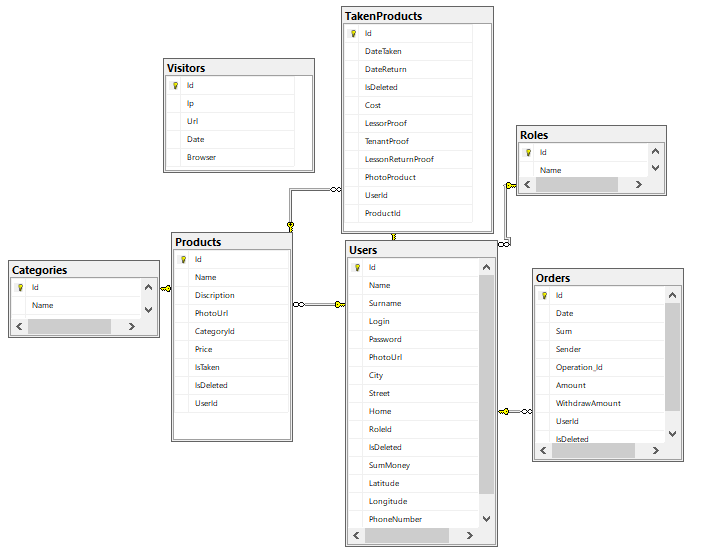 TakenProducts
Id
DateTaken
DateReturn
IsDeleted
Cost
LessorProof
TenantProof
LessonReturnProof
PhotoProduct
UserId
ProductId
Visitors
Id
Ip
Url
Date
Browser
Roles
Id
Name
Categories
Id
Name
Products
Id
Name
Discription
PhotoUrl
CategoryId
Price
IsTaken
IsDeleted
UserId
Users
Id
Name
Surname
Login
Password
PhotoUrl
City
Street
Home
RoleId
IsDeleted
SumMoney
Latitude
Longitude
PhoneNumber
Orders
Id
Date
Sum
Sender
Operation_Id
Amount
WithdrawAmount
UserId
IsDeleted